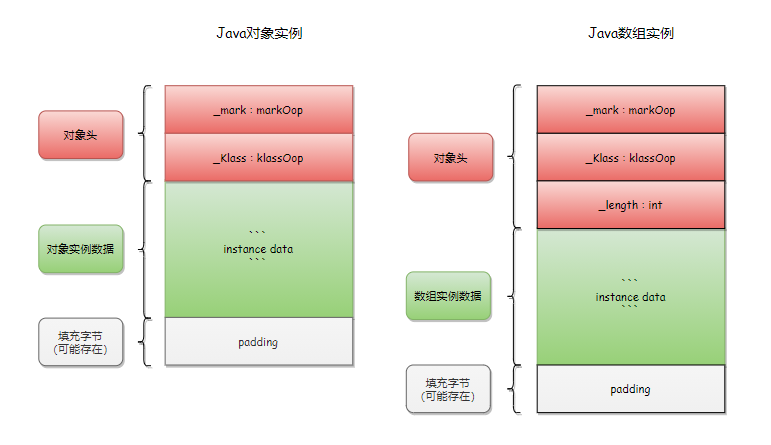 Java对象实例
对象头
_mark : markOop
_Klass : klassOop
对象实例数据
```
instance data
```
填充字节
(可能存在)
padding
Java数组实例
对象头
_mark : markOop
_Klass : klassOop
_length : int
数组实例数据
```
instance data
```
填充字节
(可能存在)
padding